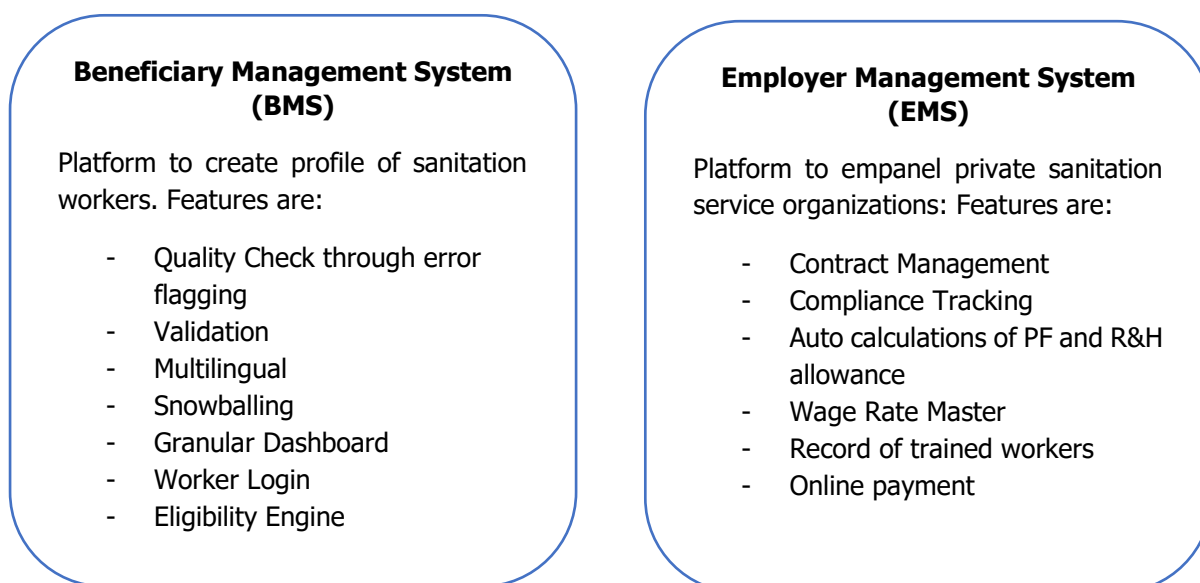 Beneficiary Management System
(BMS)
Platform to create profile of sanitation
workers. Features are:
- Quality Check through error
flagging
- Validation
- Multilingual
- Snowballing
- Granular Dashboard
- Worker Login
- Eligibility Engine
Employer Management System
(EMS)
Platform to empanel private sanitation
service organizations: Features are:
- Contract Management
- Compliance Tracking
- Auto calculations of PF and R&H
allowance
- Wage Rate Master
- Record of trained workers
- Online payment